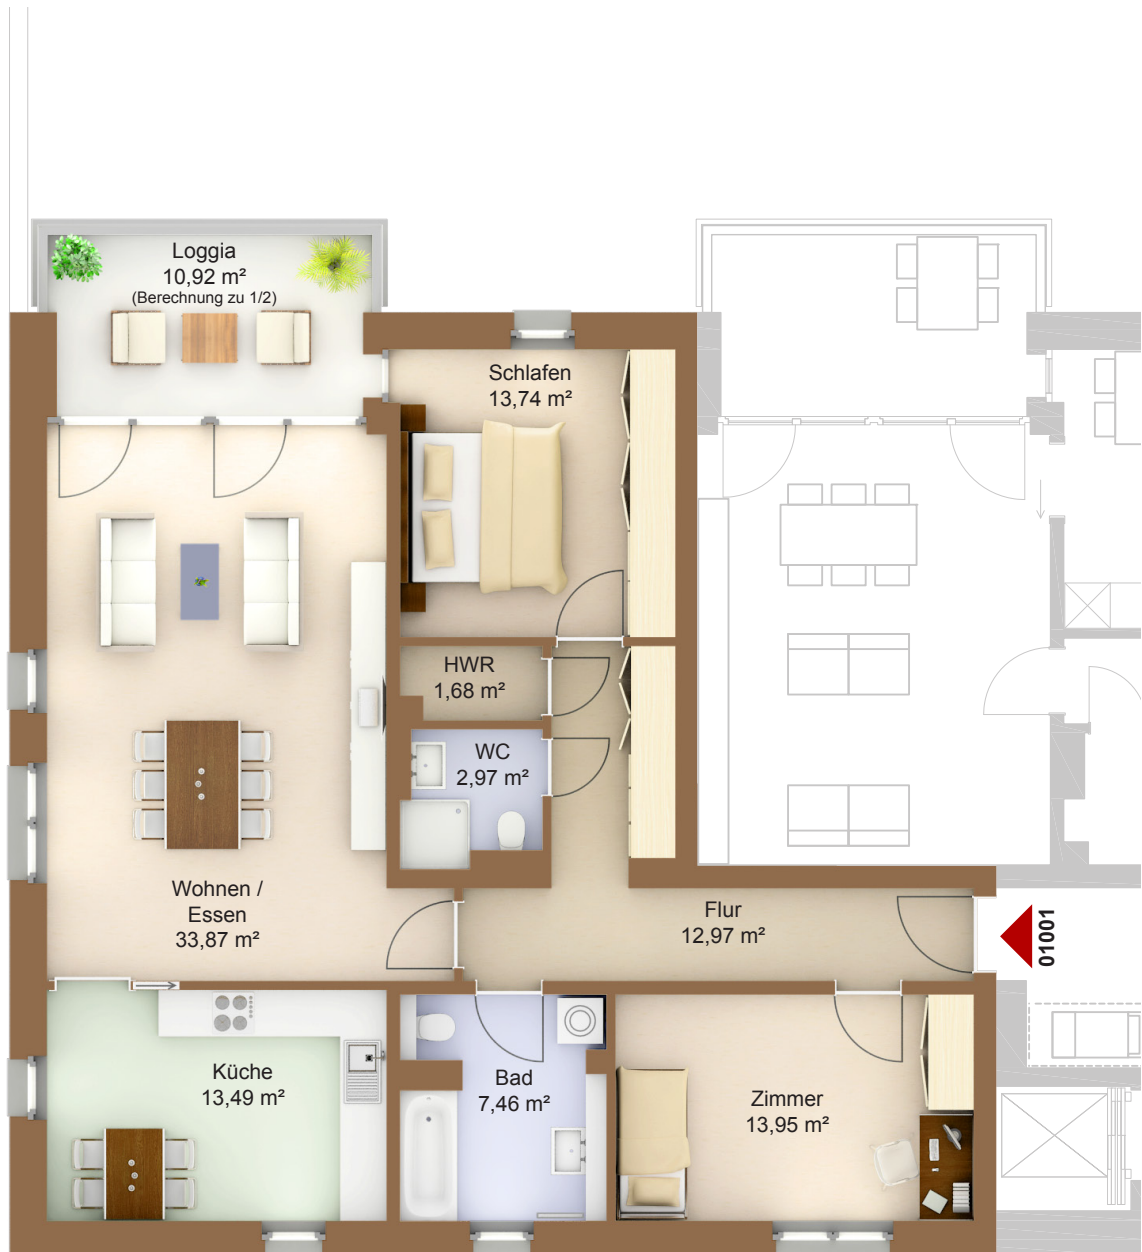 Loggia
10,92 m²
(Berechnung zu 1/2)
Schlafen
13,74 m²
HWR
1,68 m²
WC
2,97 m²
Wohnen /
Essen
33,87 m²
Flur
12,97 m²
01001
Küche
13,49 m²
Bad
7,46 m²
Zimmer
13,95 m²